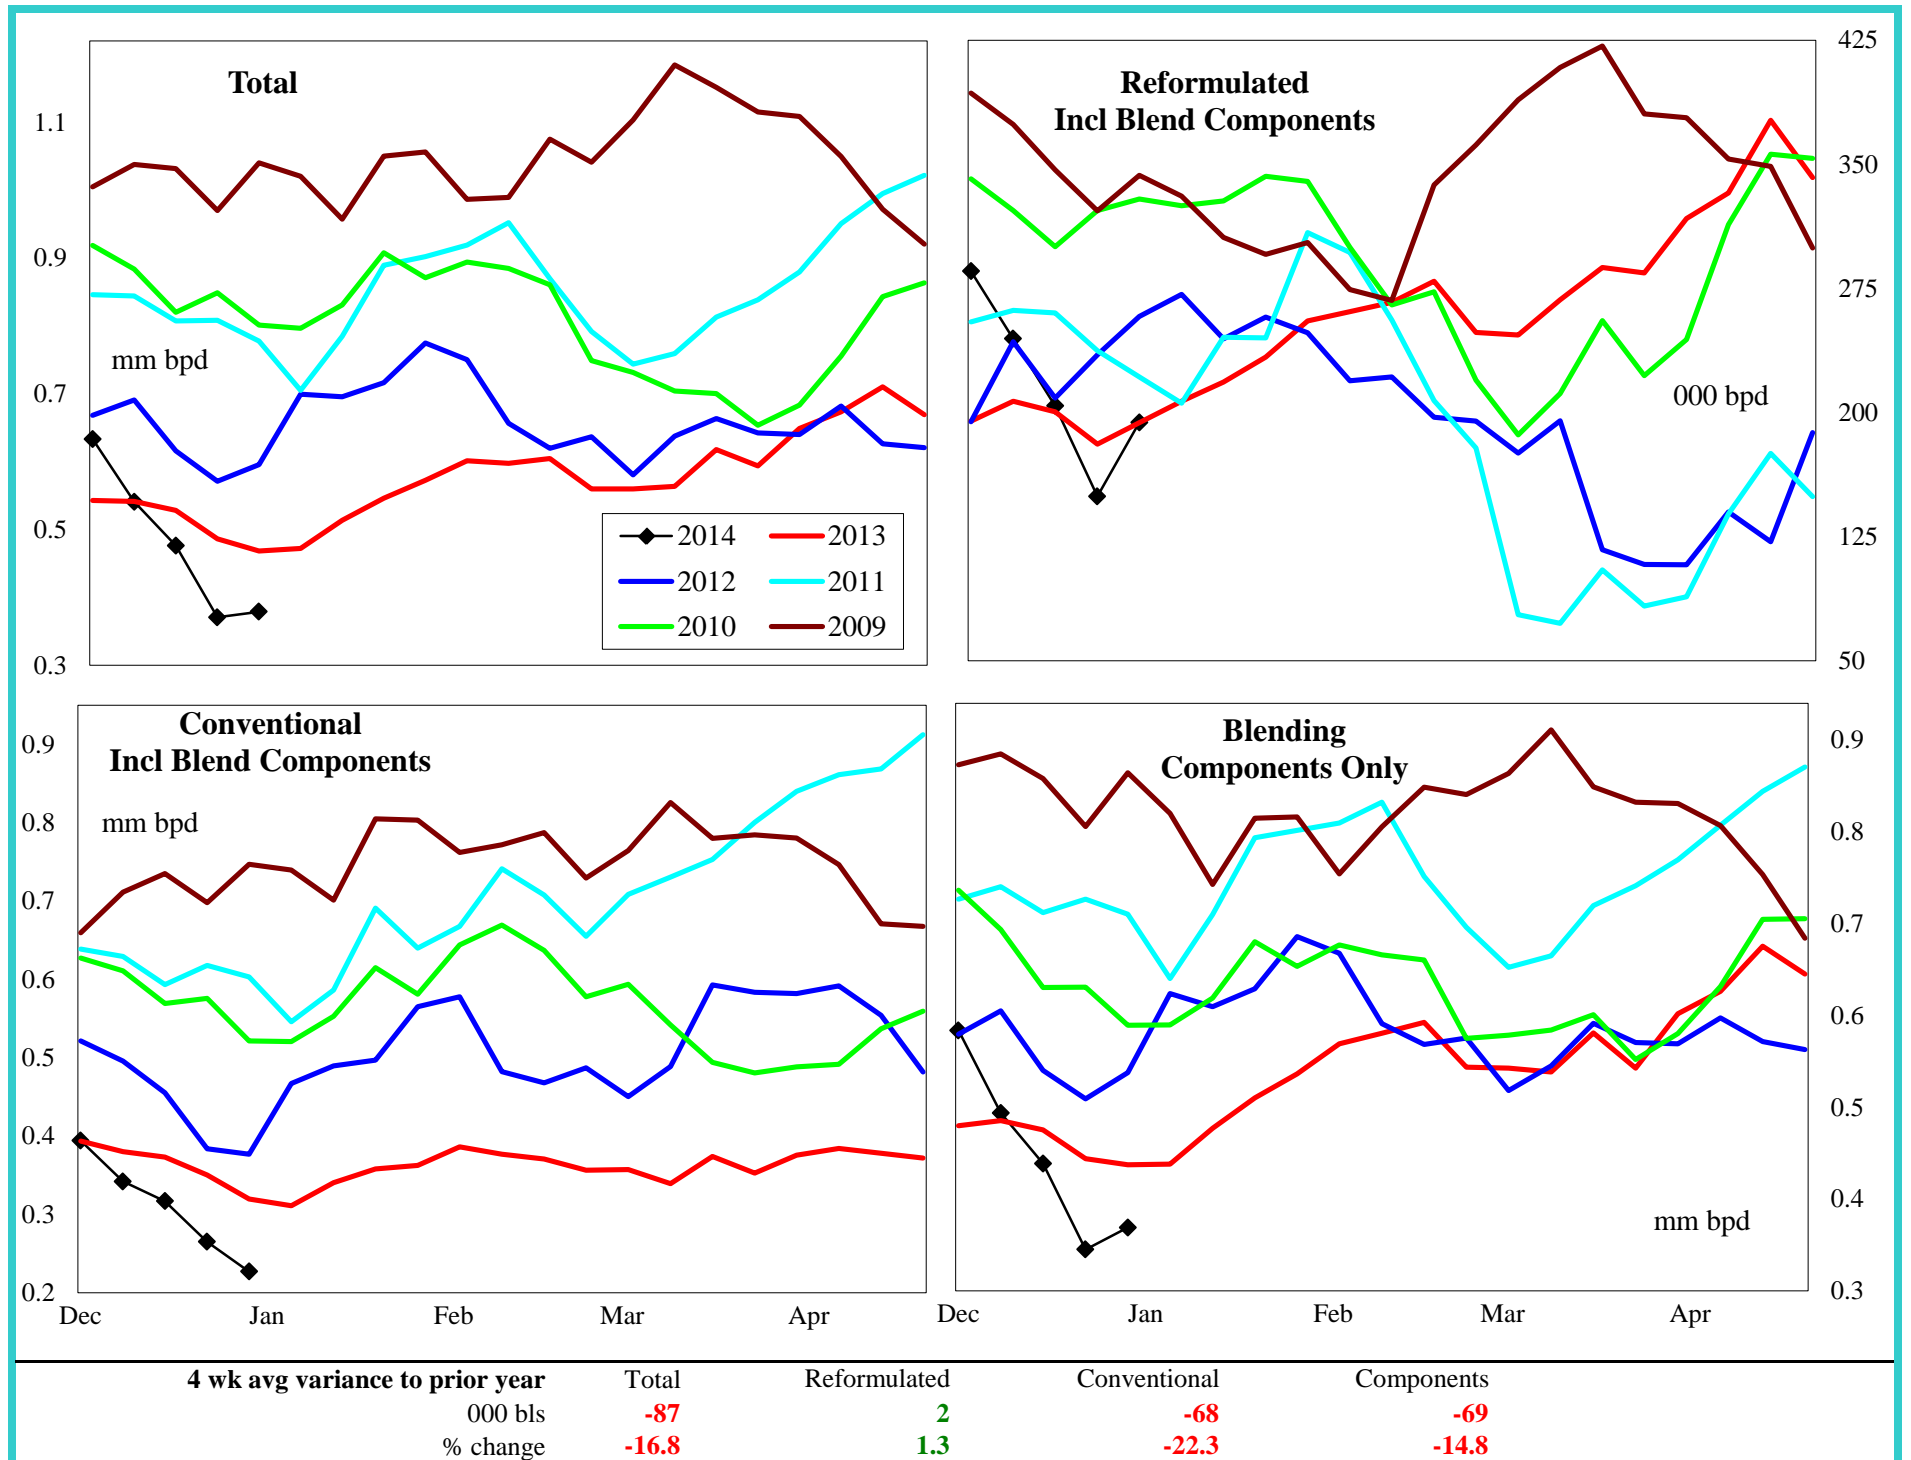 Total
1.1
0.9
0.7
0.5
0.3
mm bpd
2014 2013
2012 2011
2010 2009
Reformulated
Incl Blend Components
425
350
275
200
125
50
000 bpd
Conventional
Incl Blend Components
mm bpd
0.9
0.8
0.7
0.6
0.5
0.4
0.3
0.2
Dec Jan Feb Mar Apr
Blending
Components Only
0.9
0.8
0.7
0.6
0.5
0.4
0.3
mm bpd
Dec Jan Feb Mar Apr
4 wk avg variance to prior year Total Reformulated Conventional Components
000 bls -87 2 -68 -69
% change -16.8 1.3 -22.3 -14.8